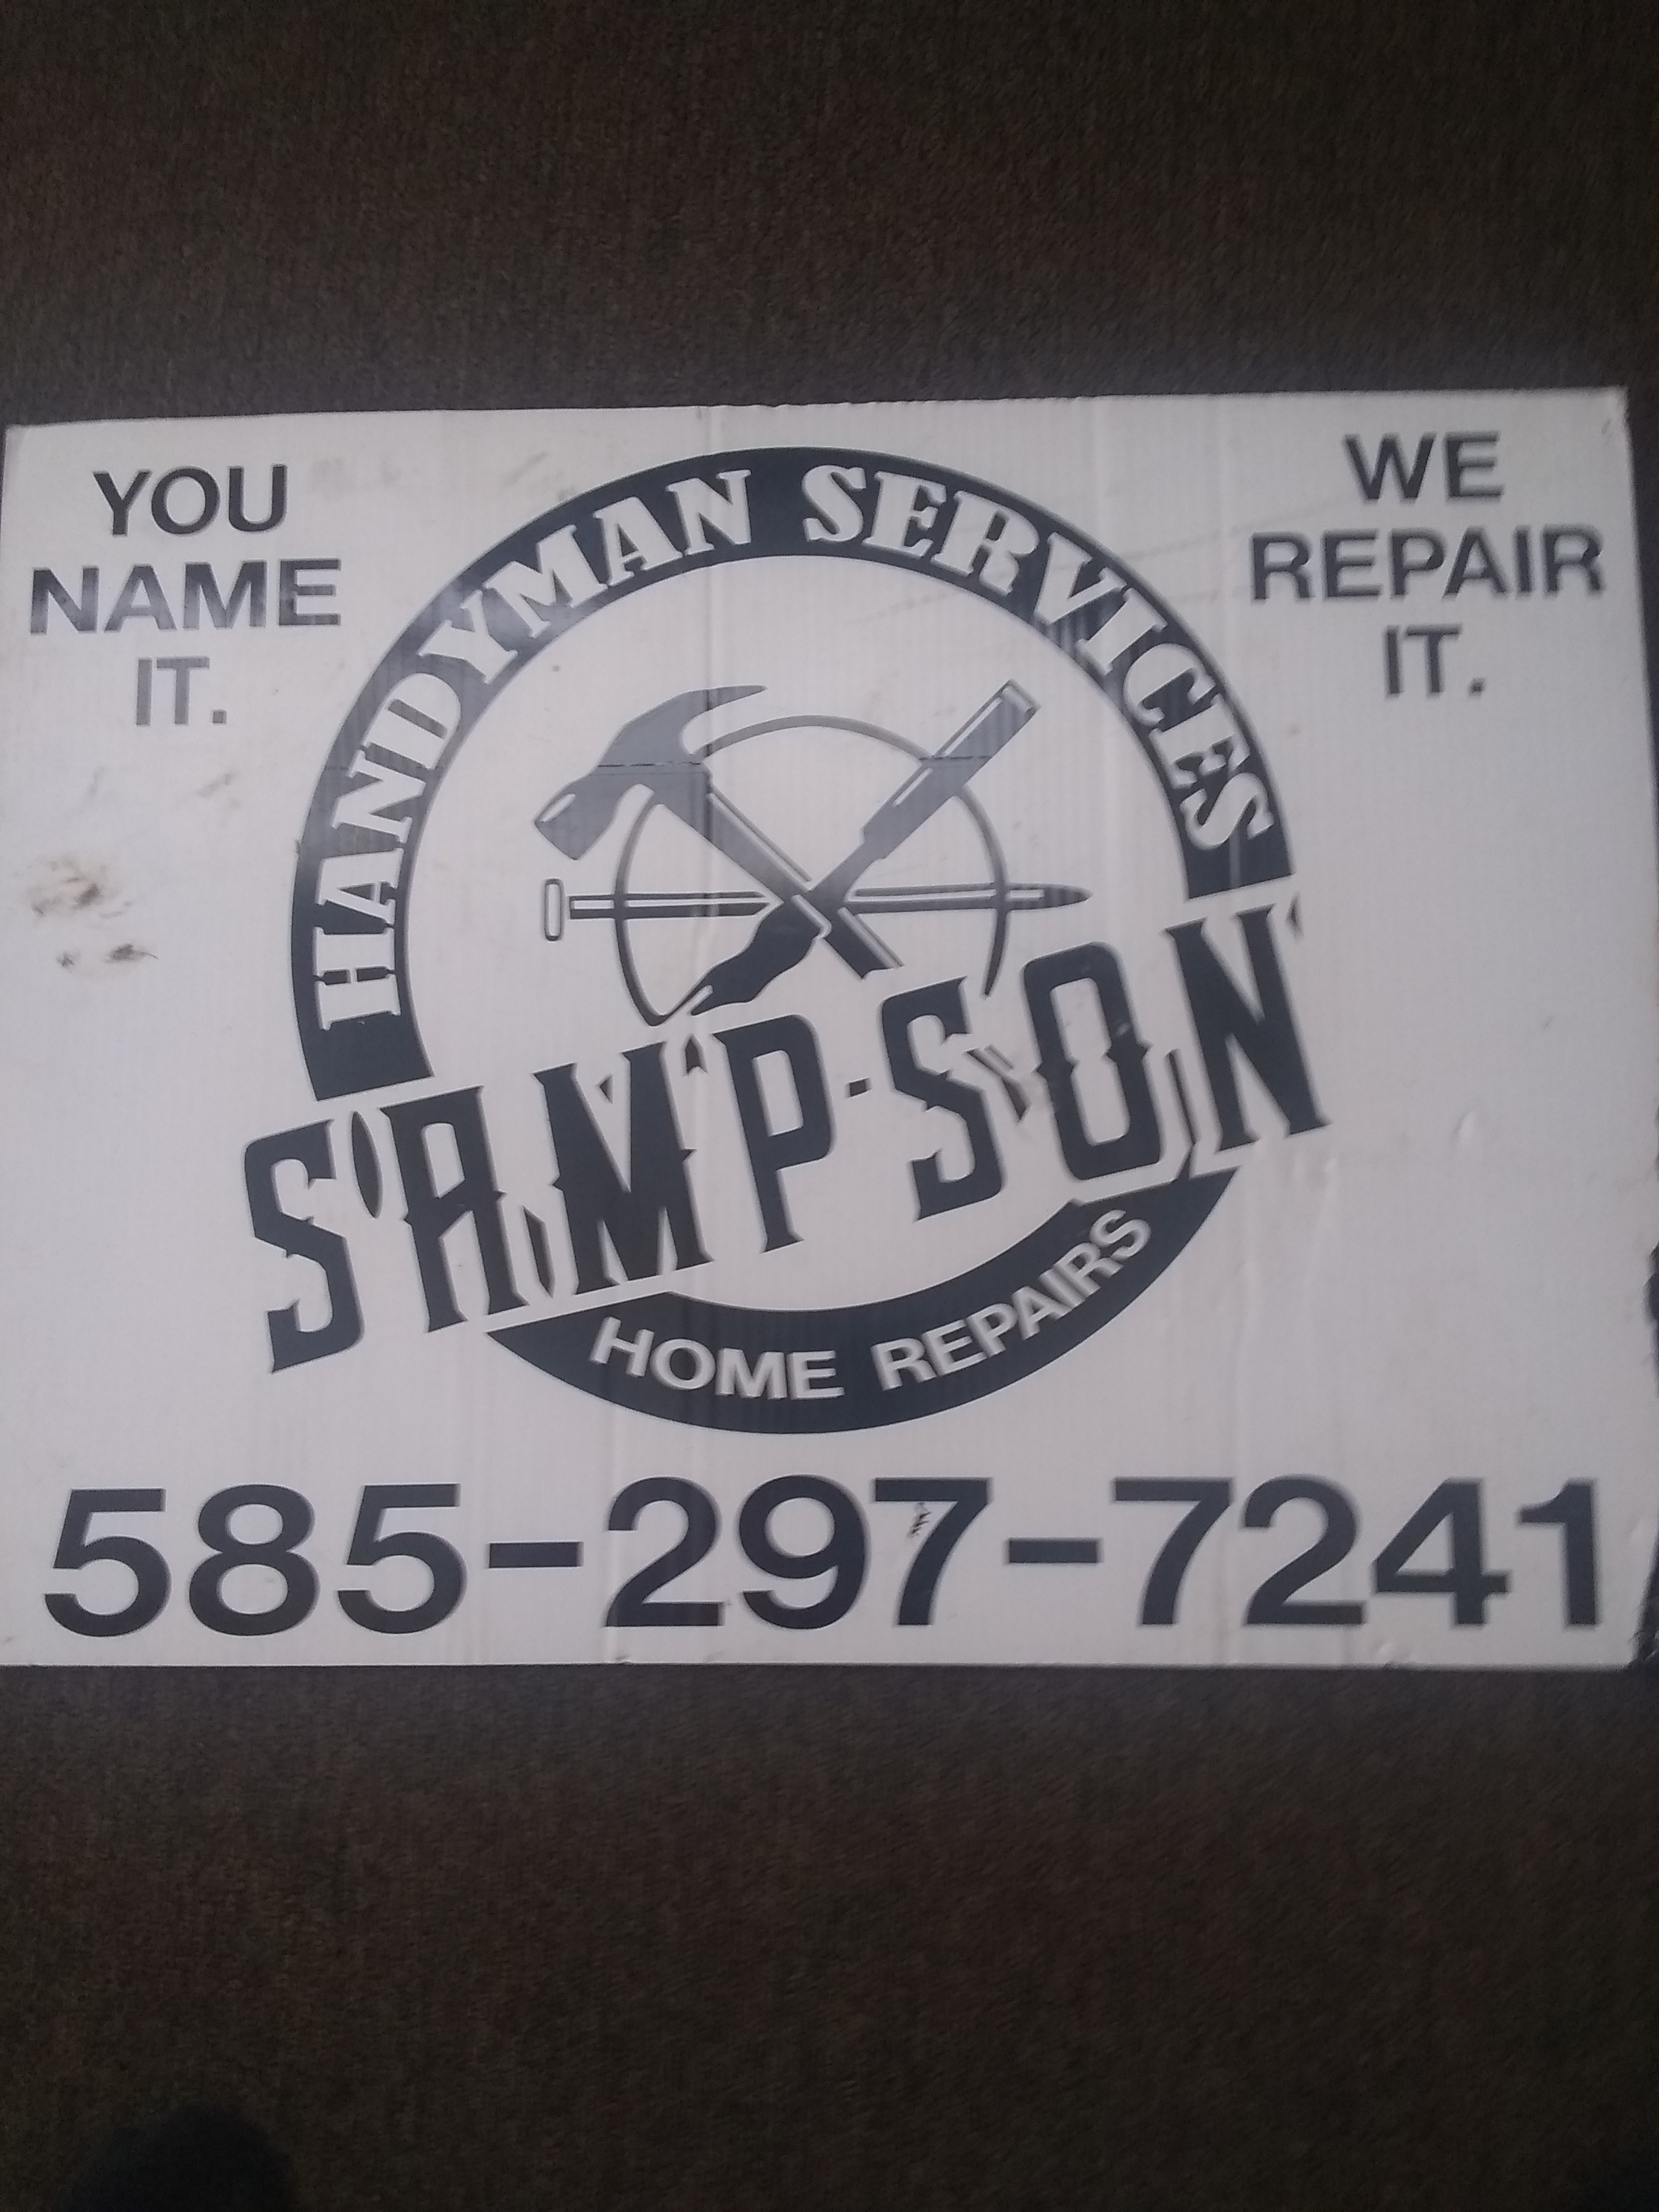 YOU
NAME
IT.
WE
REPAIR
IT.
HANDYMAN SERVICES
SAMPSON
HOME REPAIRS
585-297-7241